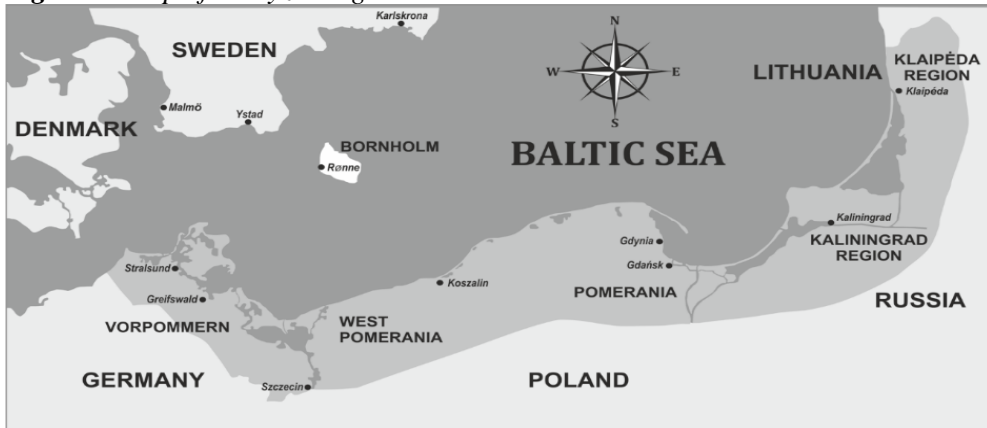 Karlskrona
SWEDEN
N
KLAIPĖDA
REGION
W
E
LITHUANIA
Klaipėda
Malmö
Ystad
S
DENMARK
BORNHOLM
BALTIC SEA
Rønne
Kaliningrad
Gdynia
KALININGRAD
REGION
Stralsund
Gdańsk
Koszalin
POMERANIA
Greifswald
RUSSIA
VORPOMMERN
WEST
POMERANIA
GERMANY
Szczecin
POLAND